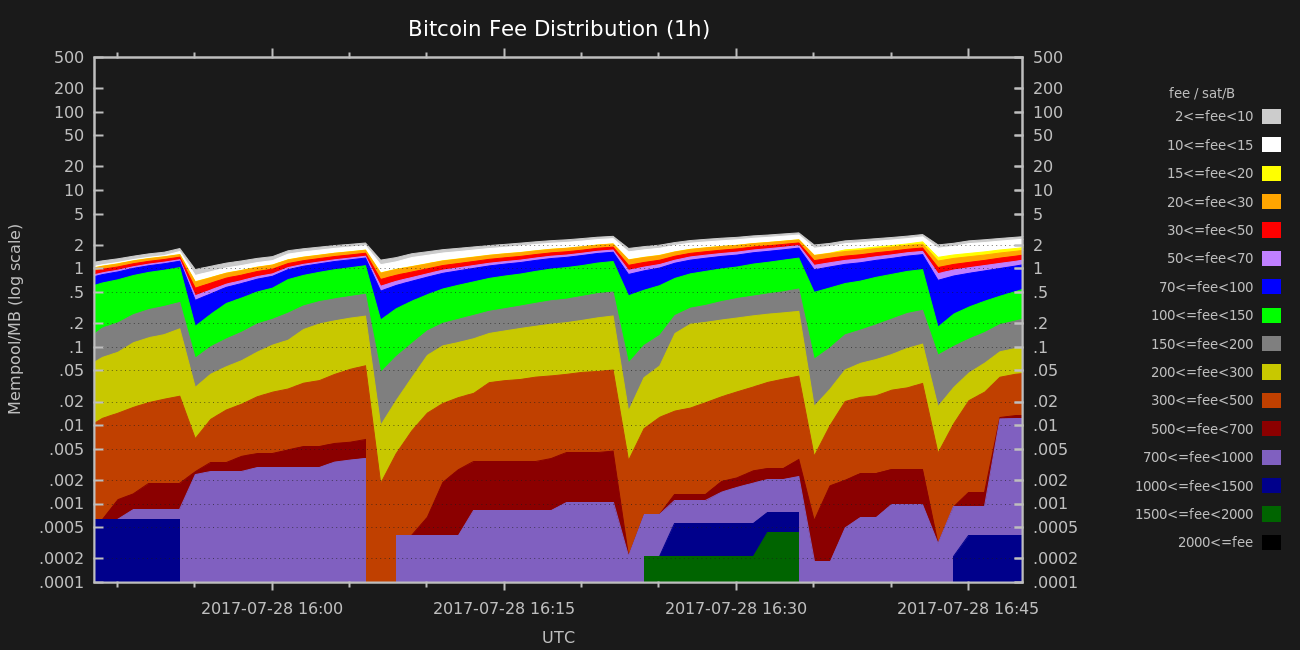 Bitcoin Fee Distribution (1h)
Mempool/MB (log scale)
500
200
100
50
20
10
5
2
1
.5
.2
.1
.05
.02
.01
.005
.002
.001
.0005
.0002
.0001
500
200
100
50
20
10
5
2
1
.5
.2
.1
.05
.02
.01
.005
.002
.001
.0005
.0002
.0001
2017-07-28 16:00
2017-07-28 16:15
2017-07-28 16:30
2017-07-28 16:45
UTC
fee / sat/B
2<=fee<10
10<=fee<15
15<=fee<20
20<=fee<30
30<=fee<50
50<=fee<70
70<=fee<100
100<=fee<150
150<=fee<200
200<=fee<300
300<=fee<500
500<=fee<700
700<=fee<1000
1000<=fee<1500
1500<=fee<2000
2000<=fee